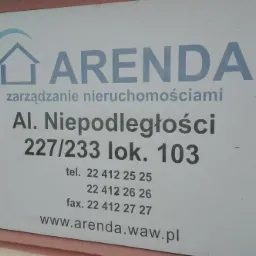 ARENDA
zarządzanie nieruchomościami
Al. Niepodległości
227/233 lok. 103
tel. 22 412 25 25
22 412 26 26
fax. 22 412 27 27
www.arenda.waw.pl